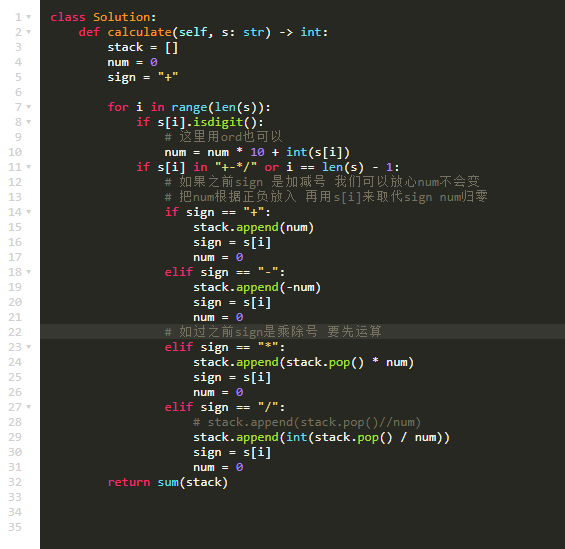 1 class Solution:
2     def calculate(self, s: str) -> int:
3         stack = []
4         num = 0
5         sign = "+"
6
7         for i in range(len(s)):
8             if s[i].isdigit():
9                 # 这里用ord也可以
10                 num = num * 10 + int(s[i])
11             if s[i] in "+-*/" or i == len(s) - 1:
12                 # 如果之前sign 是加减号 我们可以放心num不会变
13                 # 把num根据正负放入 再用s[i]来取代sign num归零
14                 if sign == "+":
15                     stack.append(num)
16                     sign = s[i]
17                     num = 0
18                 elif sign == "-":
19                     stack.append(-num)
20                     sign = s[i]
21                     num = 0
22                 # 如过之前sign是乘除号 要先运算
23                 elif sign == "*":
24                     stack.append(stack.pop() * num)
25                     sign = s[i]
26                     num = 0
27                 elif sign == "/":
28                     # stack.append(stack.pop()//num)
29                     stack.append(int(stack.pop() / num))
30                     sign = s[i]
31                     num = 0
32         return sum(stack)
33
34
35